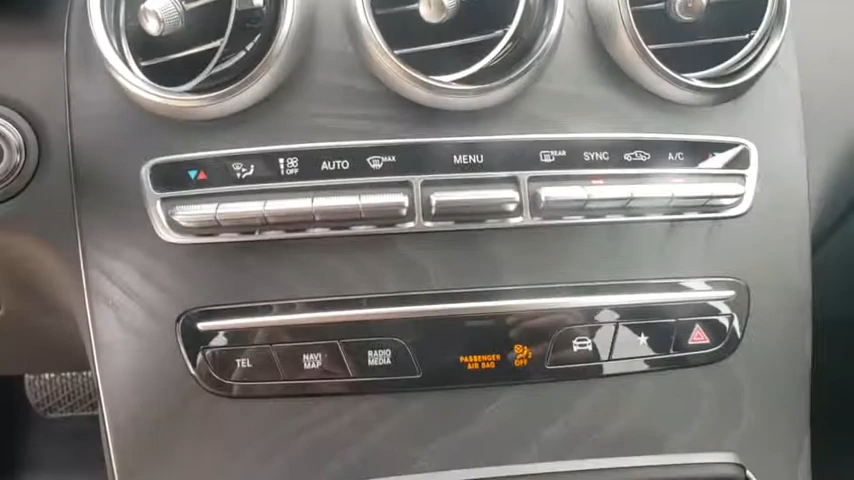 OFF
AUTO
MAX
MENU
REAR
SYNC
A/C
TEL
NAVI
MAP
RADIO
MEDIA
PASSENGER
AIR BAG
OFF